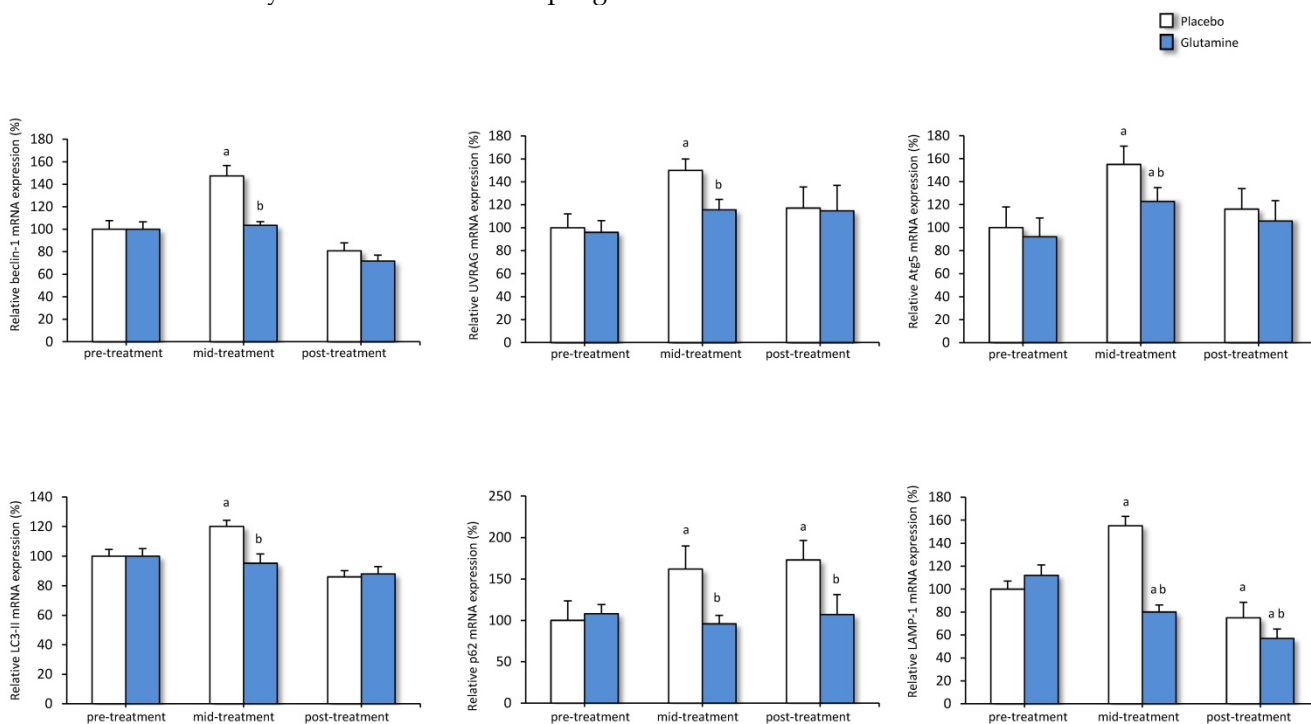 Placebo
Glutamine
Relative beclin-1 mRNA expression (%)
180
160
140
120
100
80
60
40
20
0
a
b
pre-treatment mid-treatment post-treatment
Relative UVRAG mRNA expression (%)
180
160
140
120
100
80
60
40
20
0
a
b
pre-treatment mid-treatment post-treatment
Relative Atg5 mRNA expression (%)
180
160
140
120
100
80
60
40
20
0
a
a b
pre-treatment mid-treatment post-treatment
Relative LC3-II mRNA expression (%)
140
120
100
80
60
40
20
0
a
b
pre-treatment mid-treatment post-treatment
Relative p62 mRNA expression (%)
250
200
150
100
50
0
a
b
a
b
pre-treatment mid-treatment post-treatment
Relative LAMP-1 mRNA expression (%)
180
160
140
120
100
80
60
40
20
0
a
a b
a
a b
pre-treatment mid-treatment post-treatment